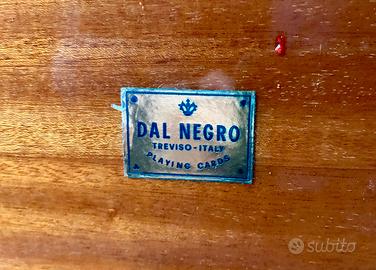 DAL NEGRO
TREVISO-ITALY
PLAYING CARDS
subito